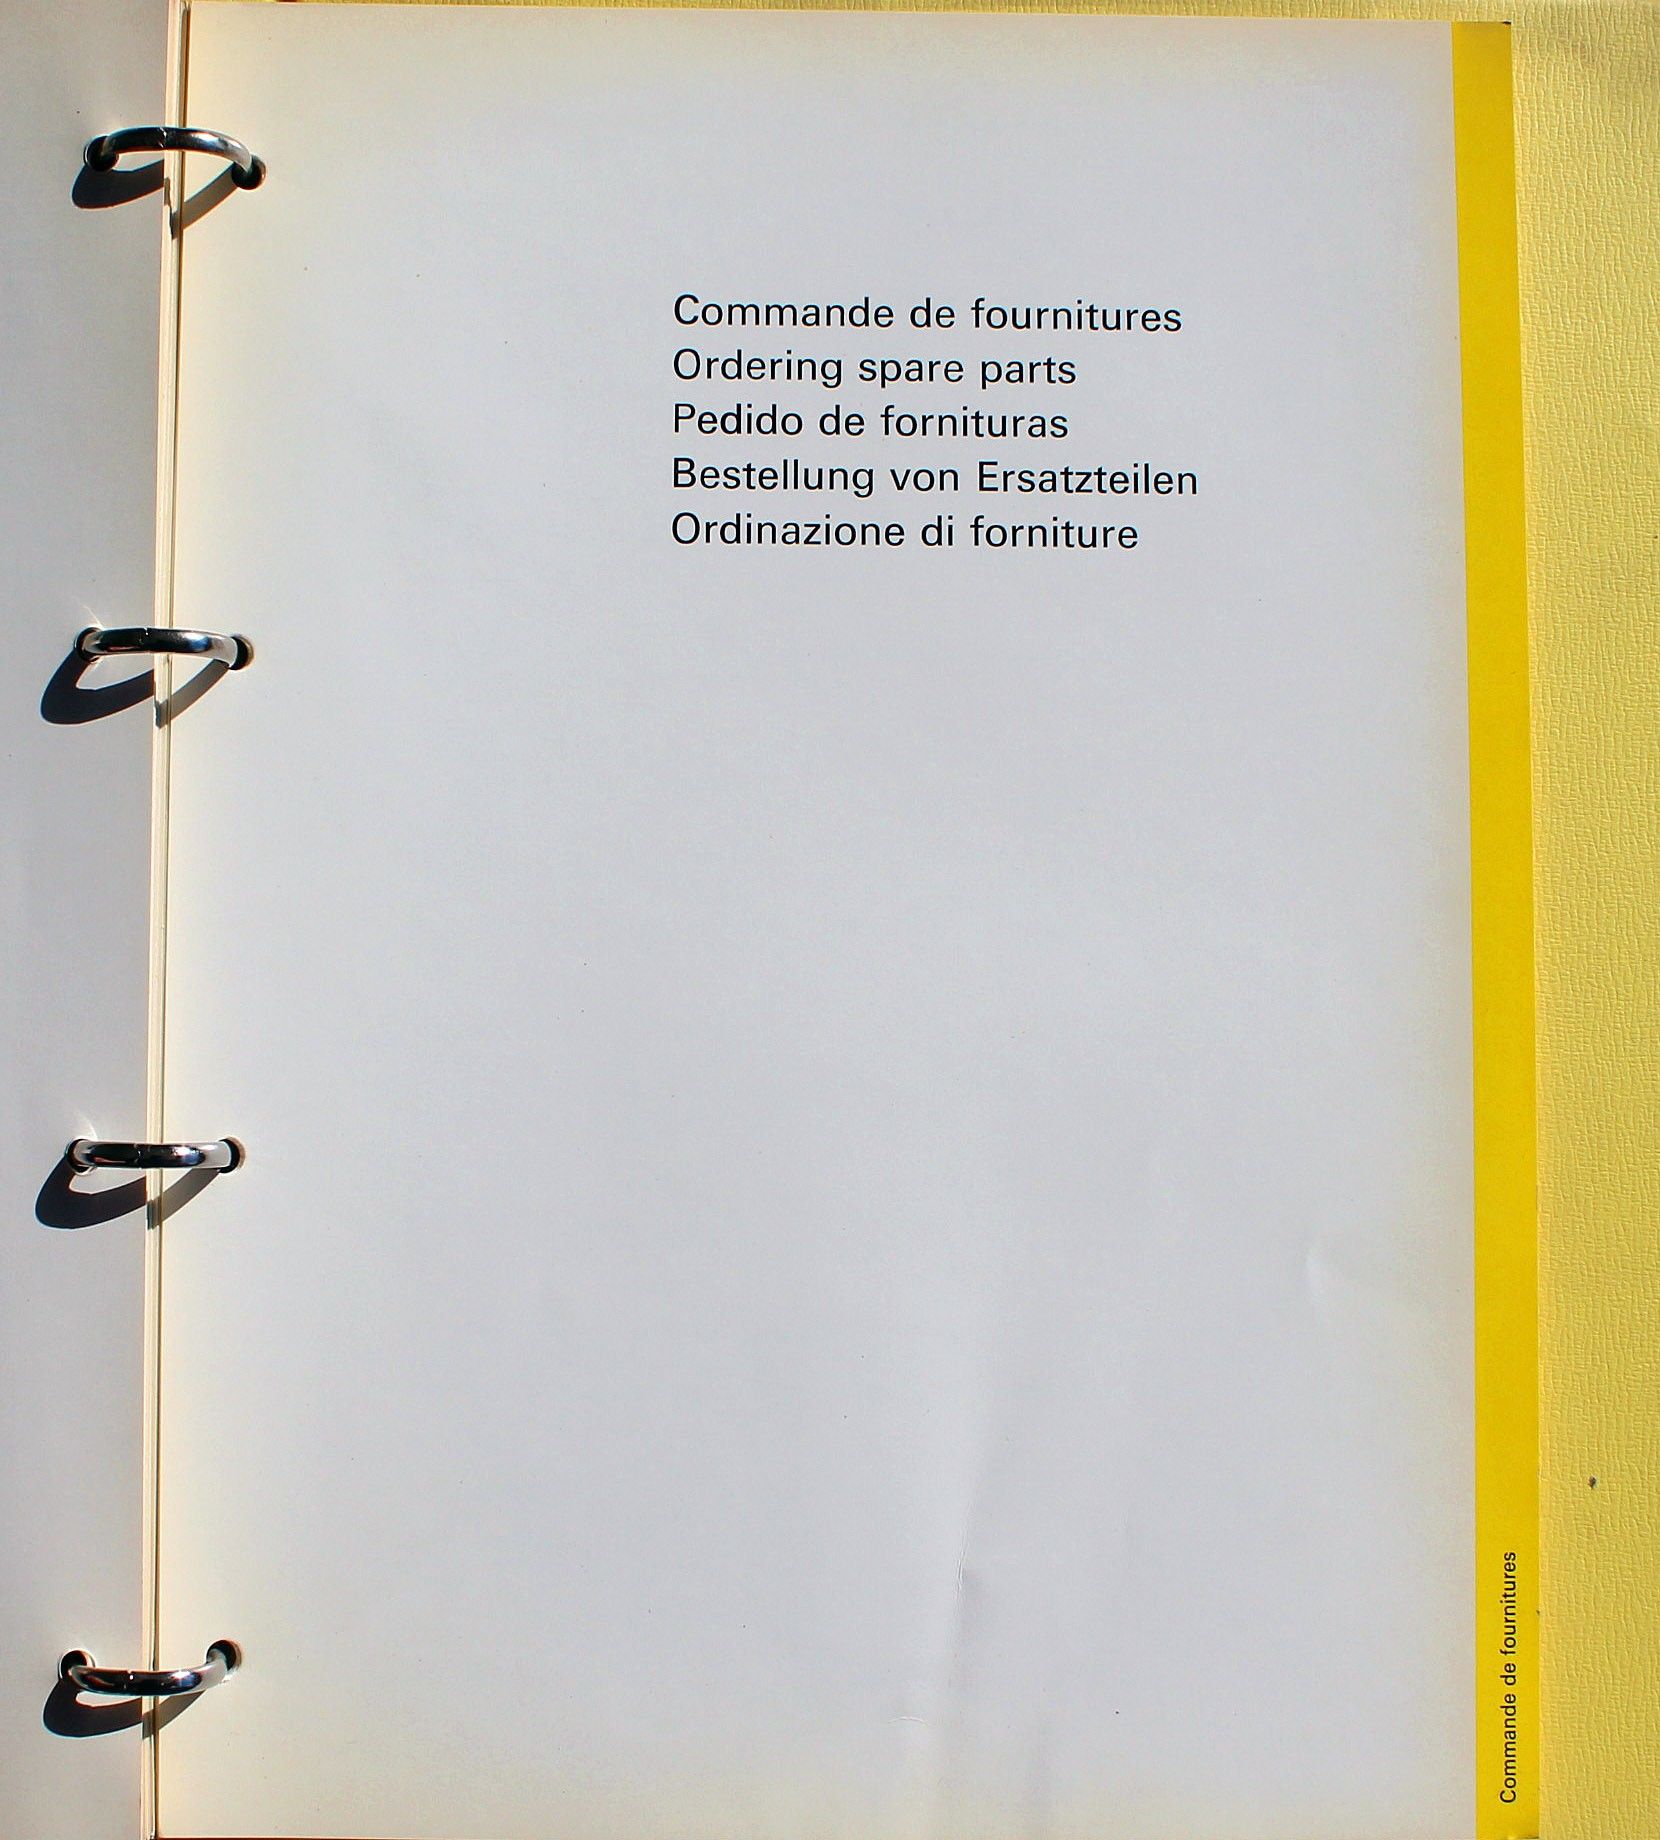 Commande de fournitures
Ordering spare parts
Pedido de fornituras
Bestellung von Ersatzteilen
Ordinazione di forniture
Commande de fournitures